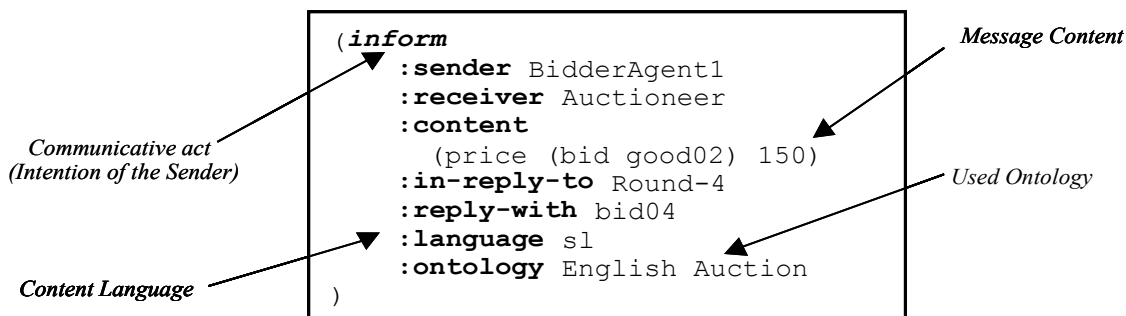 (inform
:sender BidderAgent1
:receiver Auctioneer
:content
(price (bid good02) 150)
:in-reply-to Round-4
:reply-with bid04
:language sl
:ontology English Auction
)
Message Content
Communicative act
(Intention of the Sender)
Used Ontology
Content Language